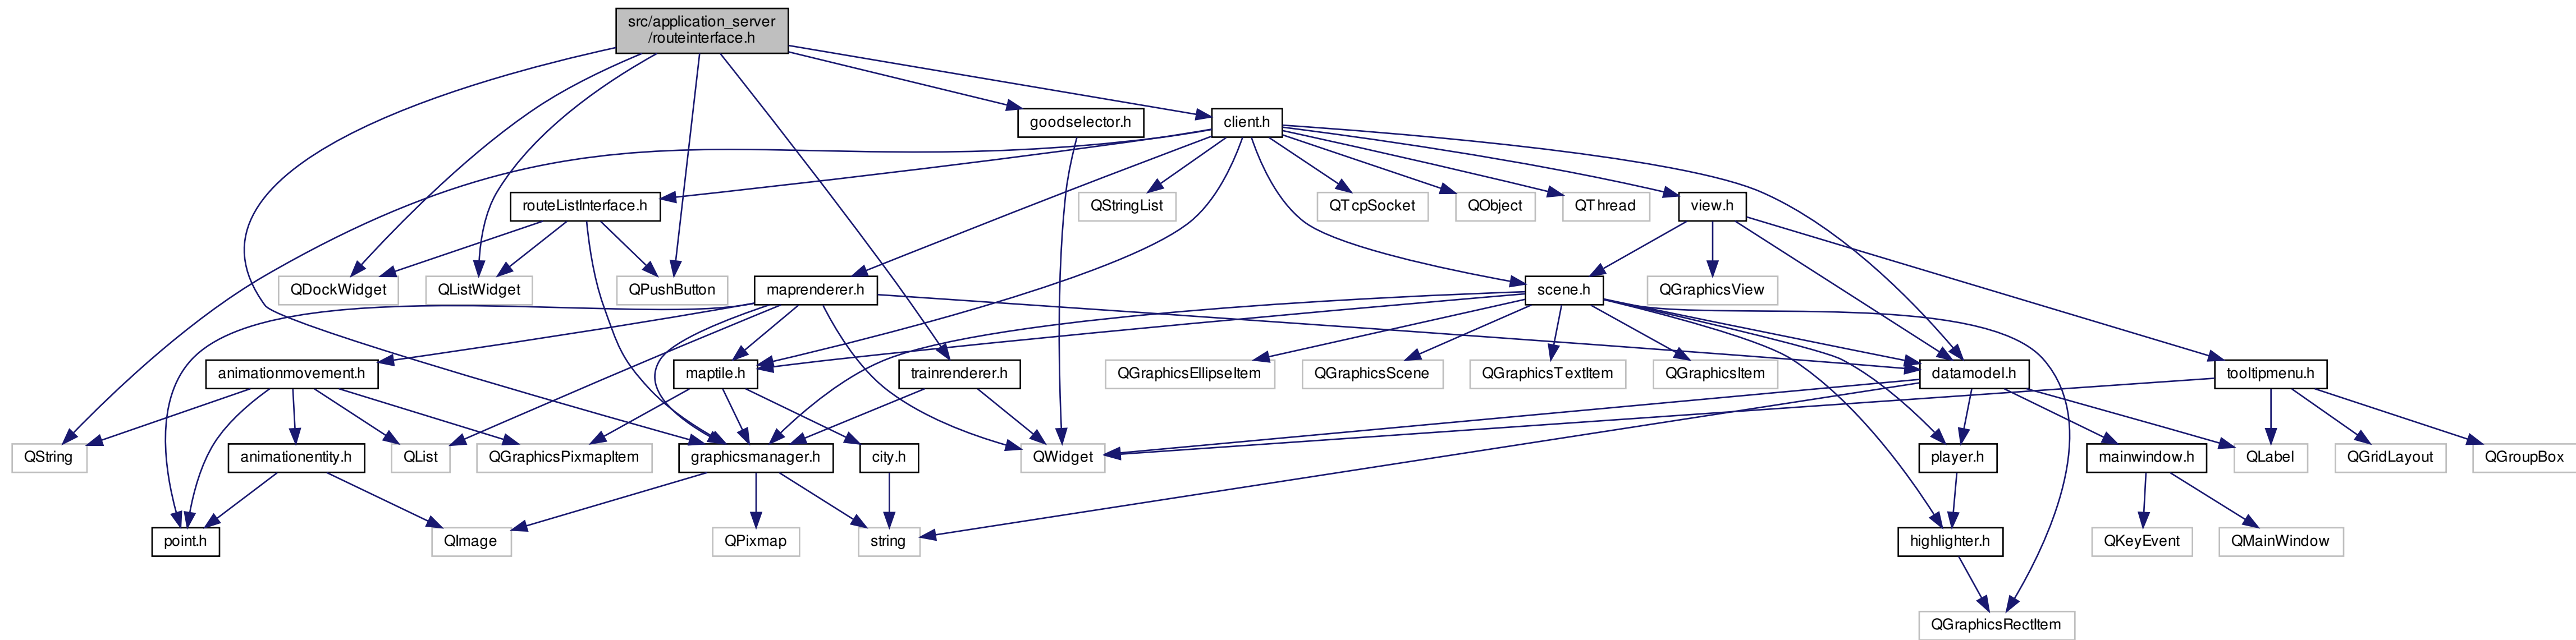 src/application_server
/routeinterface.h
goodselector.h
client.h
routeListInterface.h
QStringList
QTcpSocket
QObject
QThread
view.h
QDockWidget
QListWidget
QPushButton
maprenderer.h
scene.h
QGraphicsView
animationmovement.h
maptile.h
trainrenderer.h
QGraphicsEllipseItem
QGraphicsScene
QGraphicsTextItem
QGraphicsItem
datamodel.h
tooltipmenu.h
QString
animationentity.h
QList
QGraphicsPixmapItem
graphicsmanager.h
city.h
QWidget
player.h
mainwindow.h
QLabel
QGridLayout
QGroupBox
point.h
QImage
QPixmap
string
highlighter.h
QKeyEvent
QMainWindow
QGraphicsRectItem